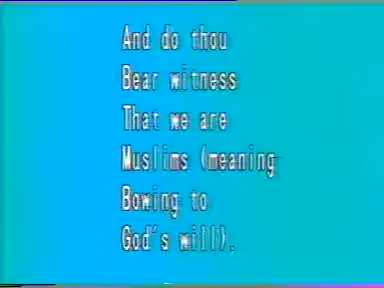 And do thou
Bear witness
That we are
Muslims (meaning
Bowing to
God's will).